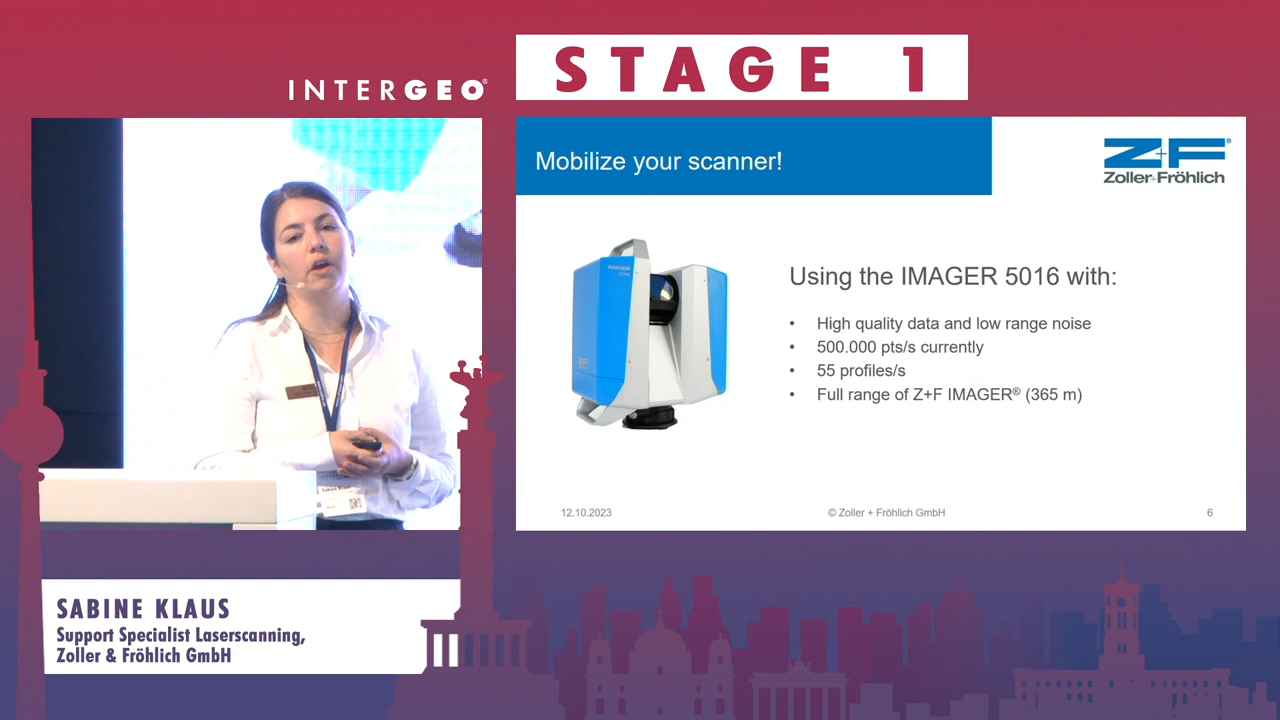 INTERGEO®
STAGE 1
Mobilize your scanner!
Z+F®
Zoller+Fröhlich
IMAGER
5016
Z+F
Using the IMAGER 5016 with:
• High quality data and low range noise
• 500.000 pts/s currently
• 55 profiles/s
• Full range of Z+F IMAGER® (365 m)
12.10.2023
© Zoller + Fröhlich GmbH
6
SABINE KLAUS
Support Specialist Laserscanning,
Zoller & Fröhlich GmbH